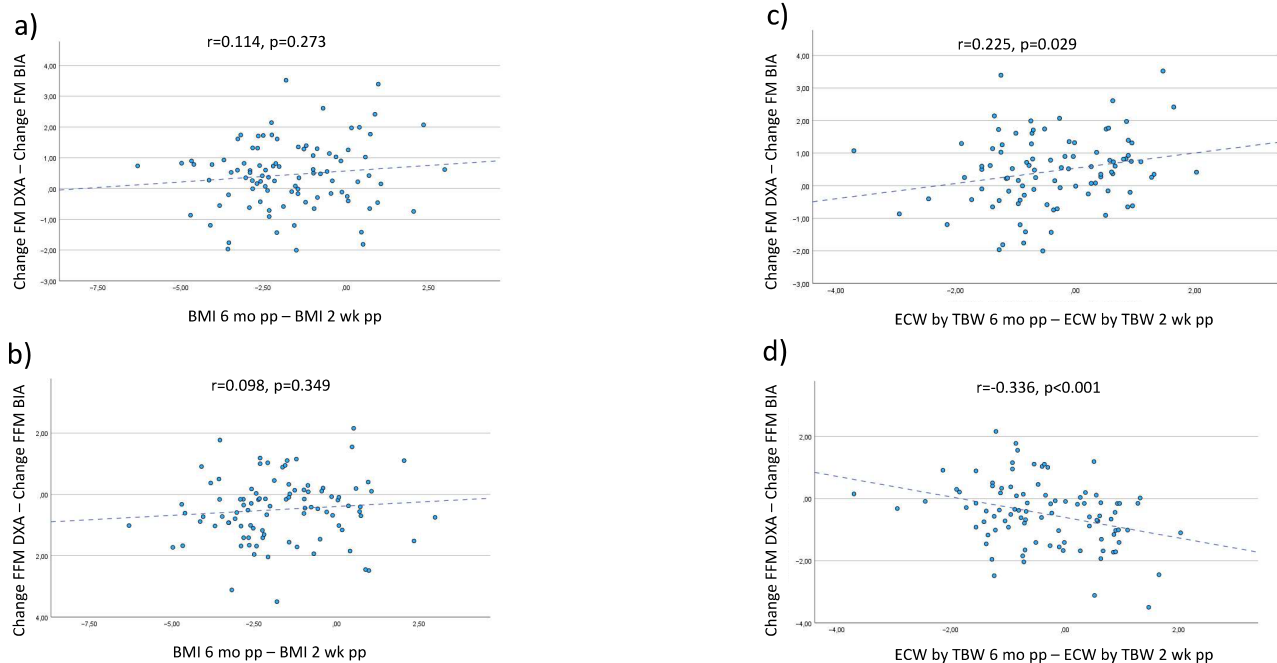 a)
r=0.114, p=0.273
Change FM DXA – Change FM BIA
4,00
3,00
2,00
1,00
,00
−1,00
−2,00
−3,00
−7,50 −5,00 −2,50 ,00 2,50
BMI 6 mo pp – BMI 2 wk pp
c)
r=0.225, p=0.029
Change FM DXA – Change FM BIA
4,00
3,00
2,00
1,00
,00
−1,00
−2,00
−3,00
−4,00 −2,00 ,00 2,00
ECW by TBW 6 mo pp – ECW by TBW 2 wk pp
b)
r=0.098, p=0.349
Change FFM DXA – Change FFM BIA
2,00
,00
2,00
4,00
−7,50 −5,00 −2,50 ,00 2,50
BMI 6 mo pp – BMI 2 wk pp
d)
r=-0.336, p<0.001
Change FFM DXA – Change FFM BIA
2,00
,00
−2,00
−4,00
−4,00 −2,00 ,00 2,00
ECW by TBW 6 mo pp – ECW by TBW 2 wk pp